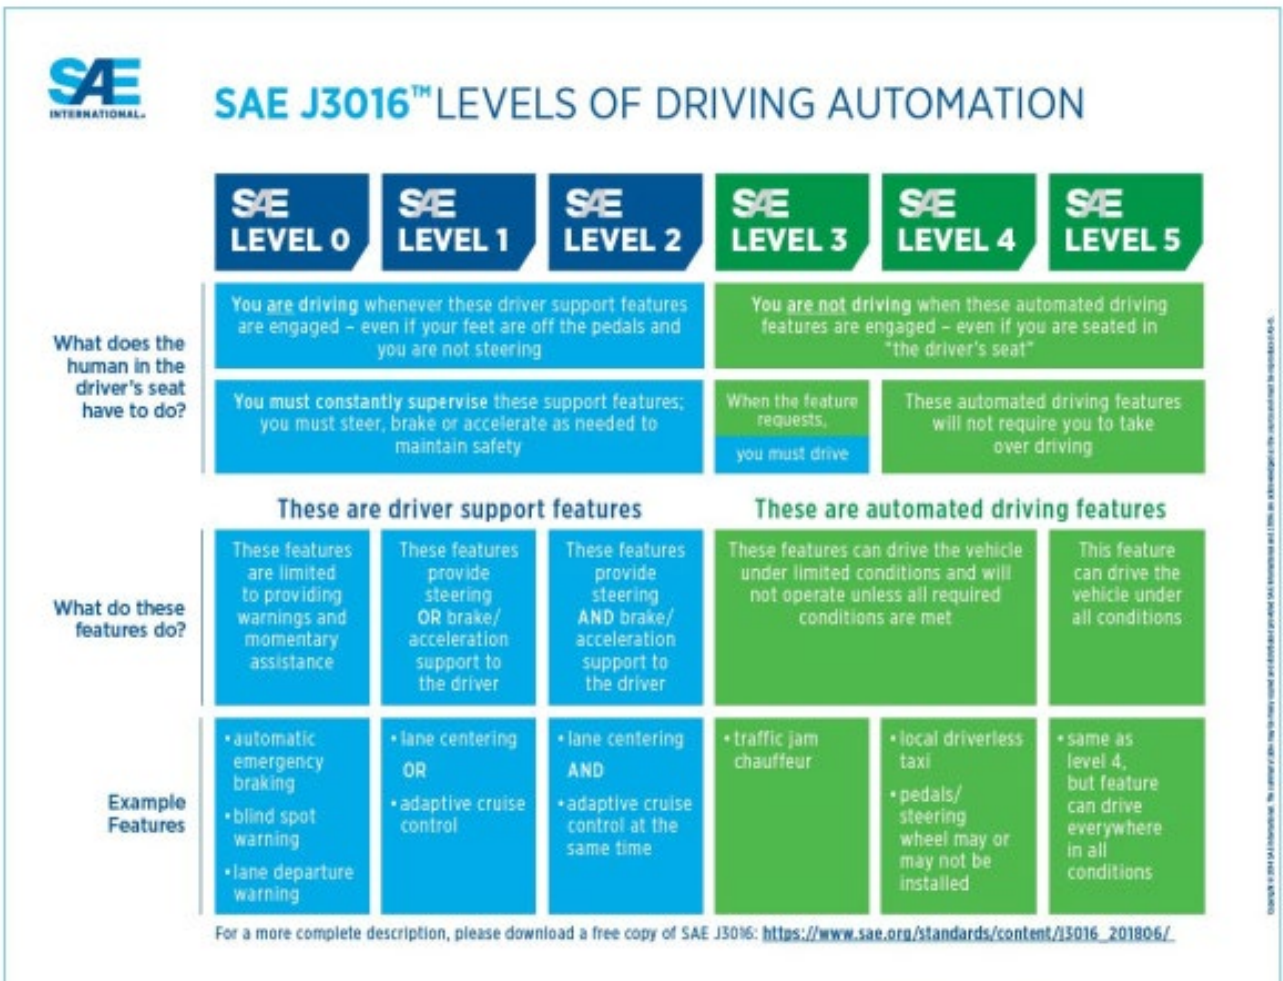 SAE
INTERNATIONAL®
SAE J3016™ LEVELS OF DRIVING AUTOMATION
SAE
LEVEL 0
SAE
LEVEL 1
SAE
LEVEL 2
SAE
LEVEL 3
SAE
LEVEL 4
SAE
LEVEL 5
What does the
human in the
driver's seat
have to do?
You are driving whenever these driver support features
are engaged – even if your feet are off the pedals and
you are not steering
You are not driving when these automated driving
features are engaged – even if you are seated in
"the driver's seat"
You must constantly supervise these support features;
you must steer, brake or accelerate as needed to
maintain safety
When the feature
requests,
you must drive
These automated driving features
will not require you to take
over driving
These are driver support features
These are automated driving features
What do these
features do?
These features
are limited
to providing
warnings and
momentary
assistance
These features
provide
steering
OR brake/
acceleration
support to
the driver
These features
provide
steering
AND brake/
acceleration
support to
the driver
These features can drive the vehicle
under limited conditions and will
not operate unless all required
conditions are met
This feature
can drive the
vehicle under
all conditions
Example
Features
• automatic
emergency
braking
• blind spot
warning
• lane departure
warning
• lane centering
OR
• adaptive cruise
control
• lane centering
AND
• adaptive cruise
control at the
same time
• traffic jam
chauffeur
• local driverless
taxi
• pedals/
steering
wheel may or
may not be
installed
• same as
level 4,
but feature
can drive
everywhere
in all
conditions
For a more complete description, please download a free copy of SAE J3016: https://www.sae.org/standards/content/j3016_201806/